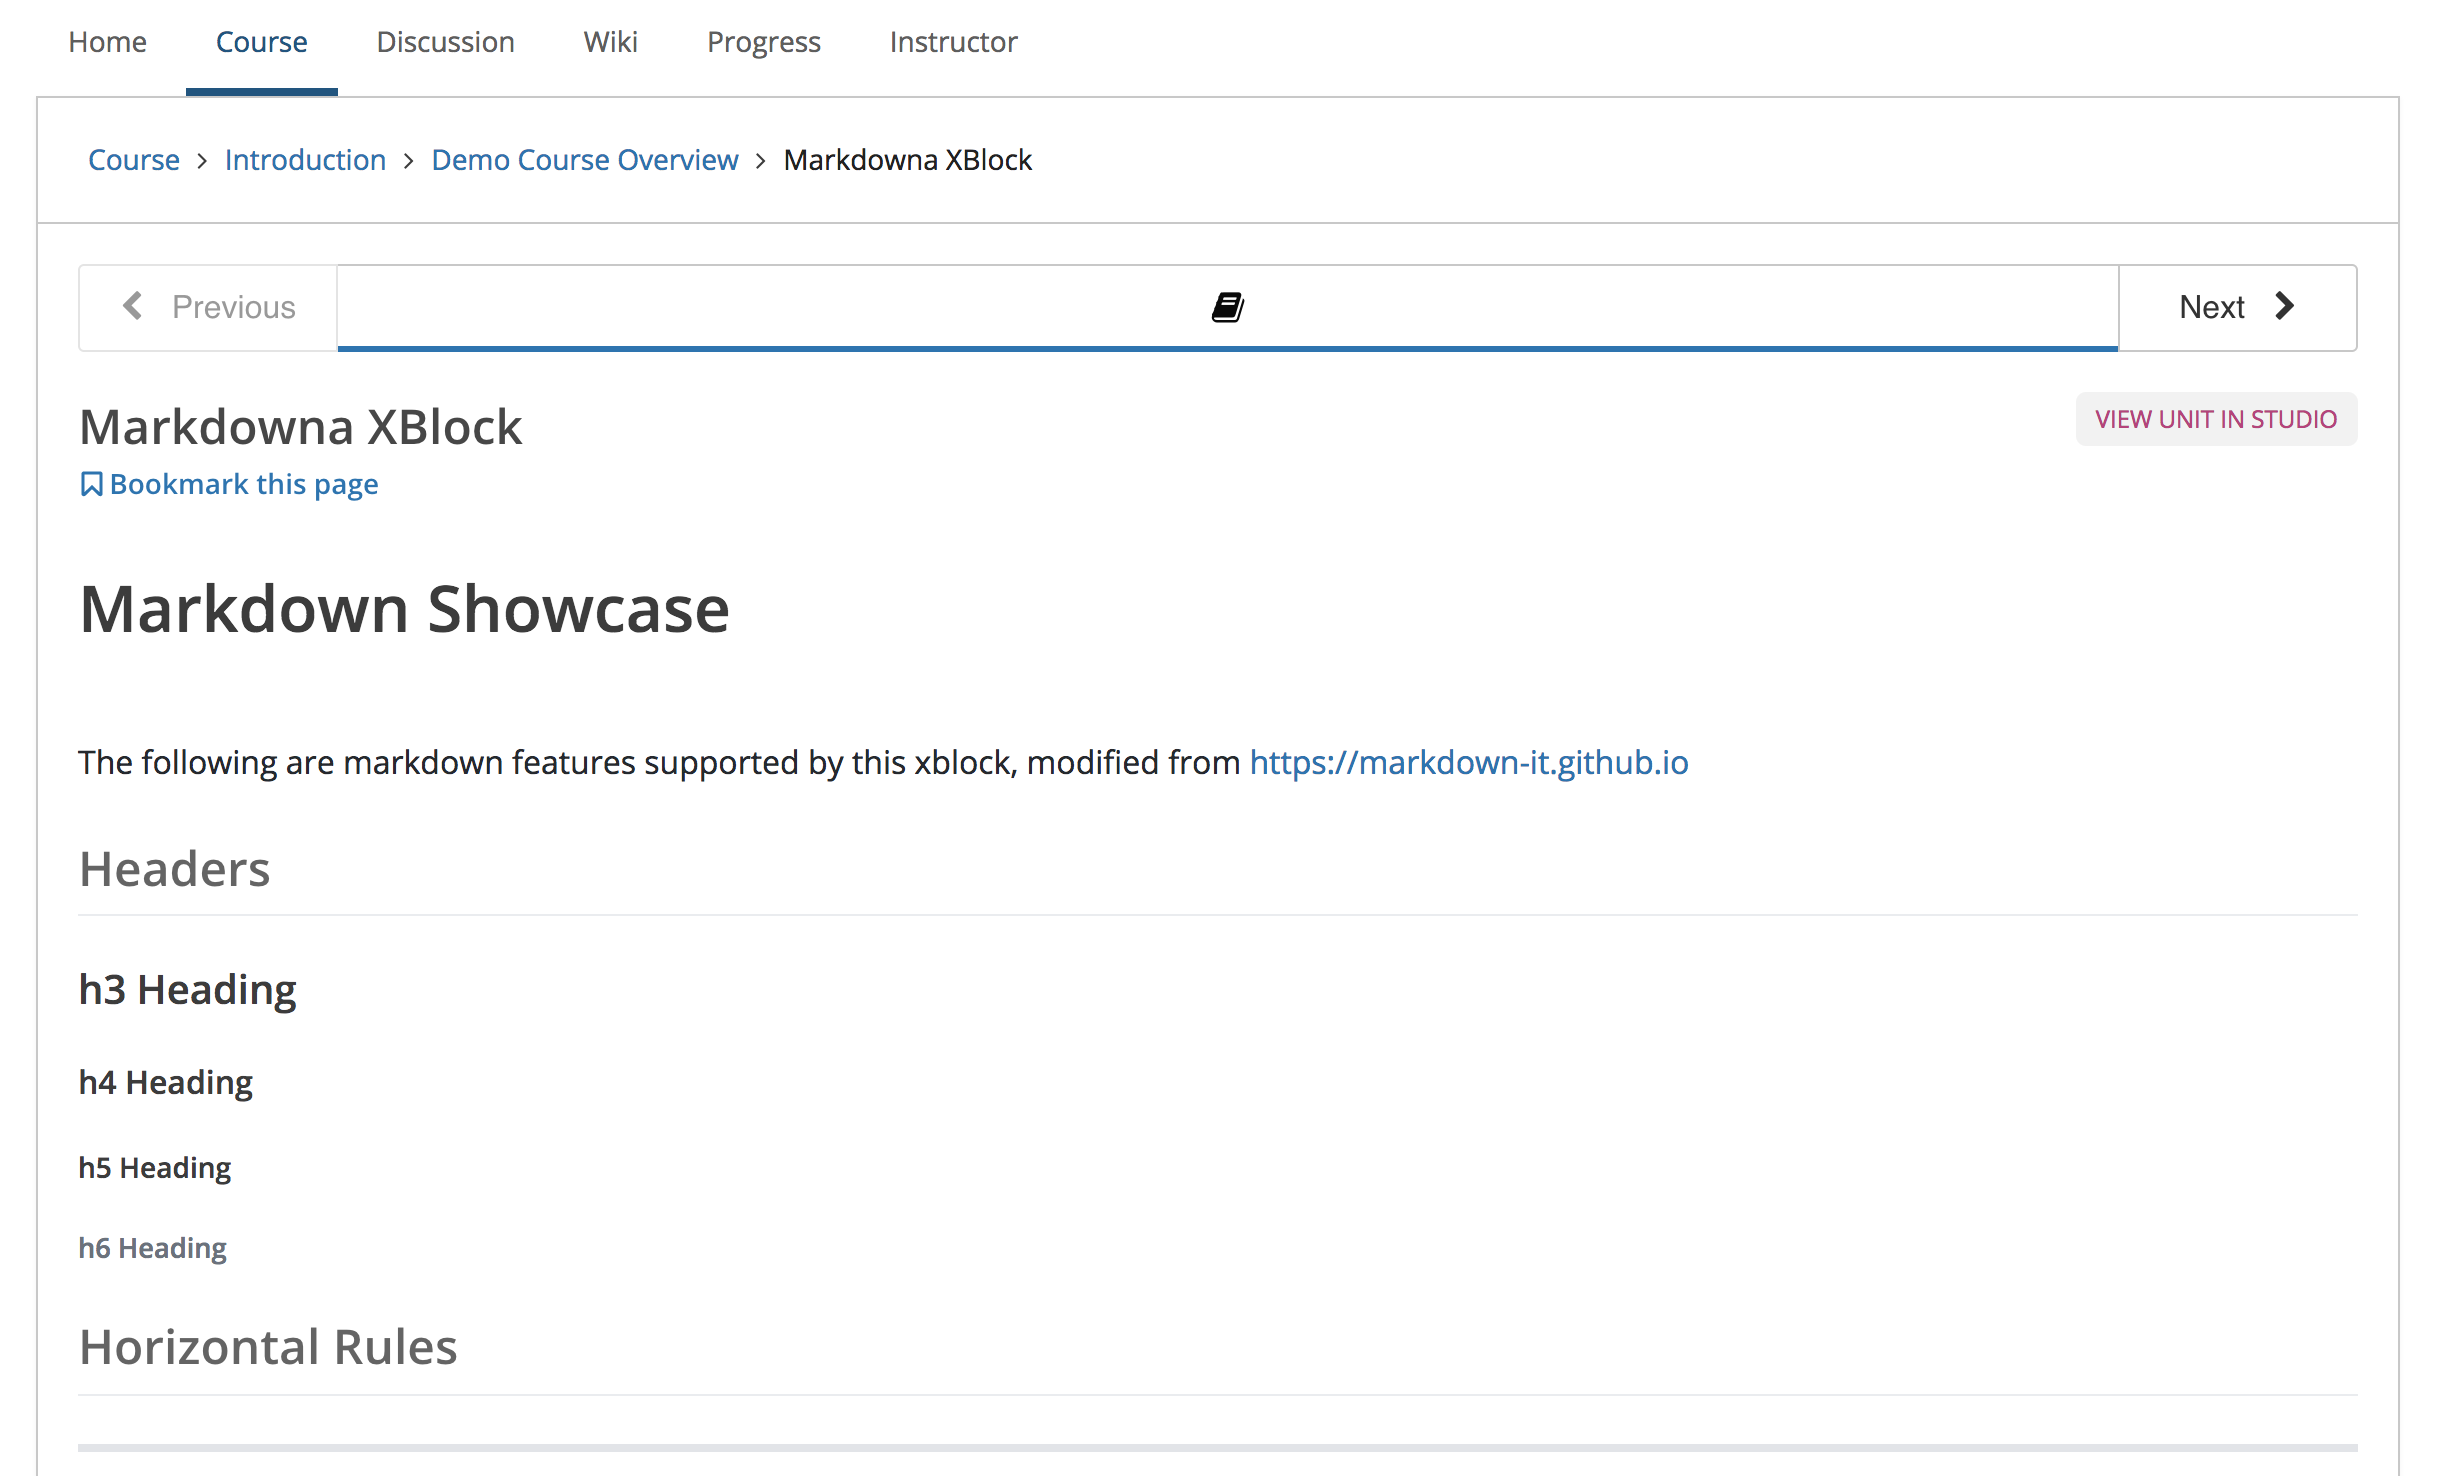 Home Course Discussion Wiki Progress Instructor
Course > Introduction > Demo Course Overview > Markdowna XBlock
Previous Next
Markdowna XBlock
VIEW UNIT IN STUDIO
Bookmark this page
Markdown Showcase
The following are markdown features supported by this xblock, modified from https://markdown-it.github.io
Headers
h3 Heading
h4 Heading
h5 Heading
h6 Heading
Horizontal Rules